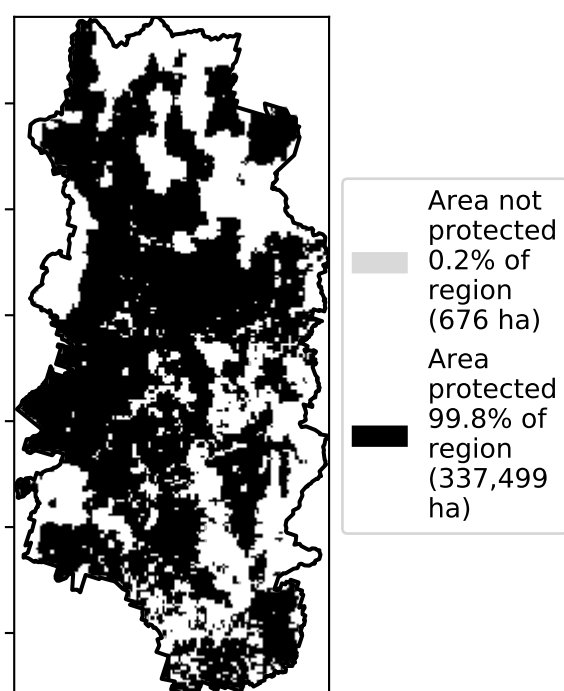 Area not
protected
0.2% of
region
(676 ha)
Area
protected
99.8% of
region
(337,499
ha)